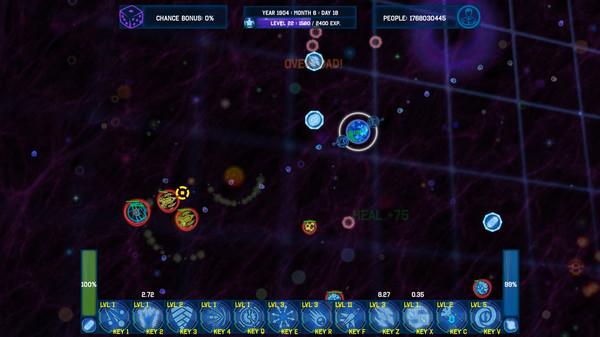 CHANCE BONUS: 0%
YEAR 1904 : MONTH 6 : DAY 18
LEVEL 22 : 1580 / 2400 EXP.
PEOPLE: 1768030445
OVERLOAD!
HEAL +75
100%
2.72
8.27
0.35
98%
LVL 1
LVL 2
LVL 2
LVL 1
LVL 1
LVL 3
LVL 3
LVL 11
LVL 3
LVL 1
LVL 2
LVL 5
KEY 1
KEY 2
KEY 3
KEY 4
KEY Q
KEY E
KEY R
KEY F
KEY Z
KEY X
KEY C
KEY V